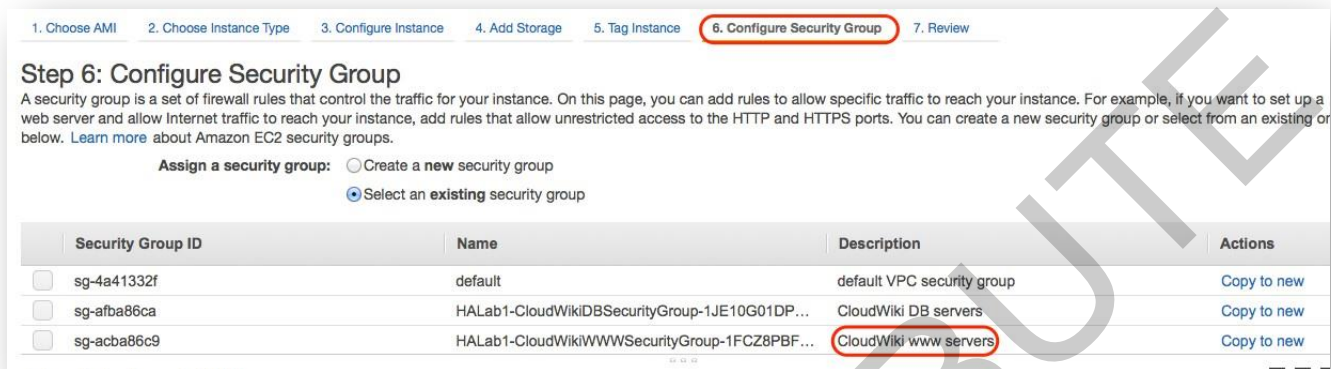 1. Choose AMI 2. Choose Instance Type 3. Configure Instance 4. Add Storage 5. Tag Instance 6. Configure Security Group 7. Review
Step 6: Configure Security Group
A security group is a set of firewall rules that control the traffic for your instance. On this page, you can add rules to allow specific traffic to reach your instance. For example, if you want to set up a
web server and allow Internet traffic to reach your instance, add rules that allow unrestricted access to the HTTP and HTTPS ports. You can create a new security group or select from an existing or
below. Learn more about Amazon EC2 security groups.
Assign a security group: Create a new security group
Select an existing security group
Security Group ID Name Description Actions
sg-4a41332f default default VPC security group Copy to new
sg-afba86ca HALab1-CloudWikiDBSecurityGroup-1JE10G01DP... CloudWiki DB servers Copy to new
sg-acba86c9 HALab1-CloudWikiWWWSecurityGroup-1FCZ8PBF... CloudWiki www servers Copy to new
BUTE